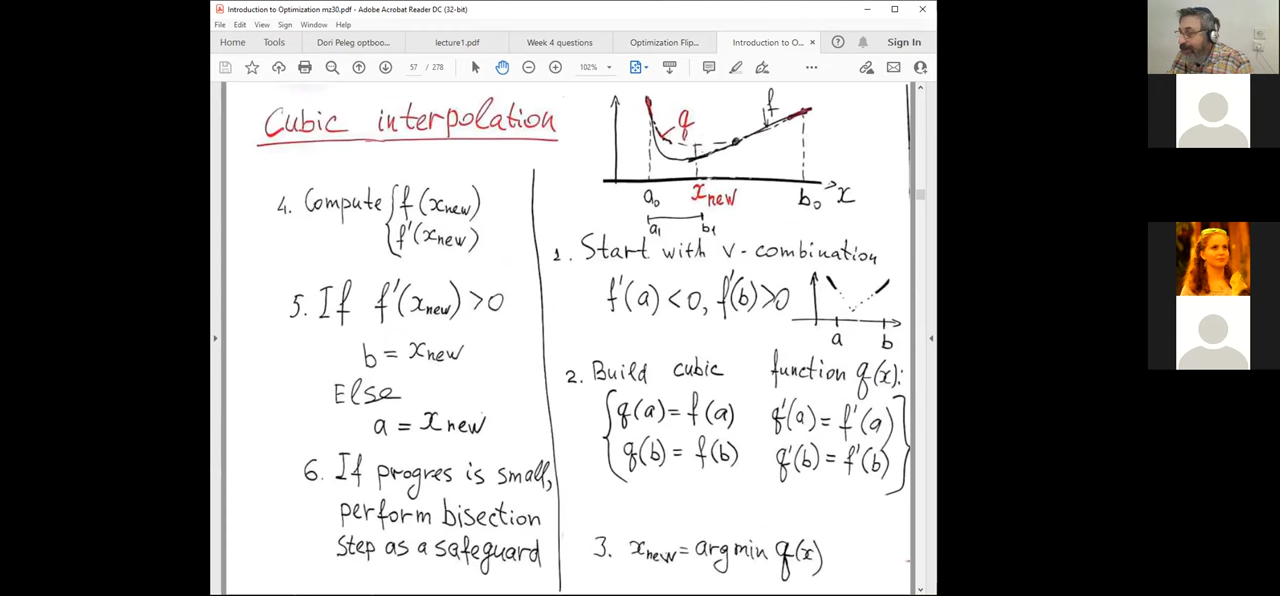 Introduction to Optimization mz30.pdf - Adobe Acrobat Reader DC (32-bit)
File Edit View Sign Window Help
Home Tools Dori Peleg optboo... lecture1.pdf Week 4 questions Optimization Flip... Introduction to O... × Sign In
57 / 278 102%
Cubic interpolation
4. Compute { f(xnew)
f'(xnew)
5. If f'(xnew) > 0
b = xnew
Else
a = xnew
6. If progres is small,
perform bisection
step as a safeguard
q f
a₀ xnew b₀ x
a₁ b₁
1. Start with v-combination
f'(a) < 0, f'(b) > 0
a b
2. Build cubic function q(x):
{ q(a) = f(a) q'(a) = f'(a)
q(b) = f(b) q'(b) = f'(b) }
3. xnew = arg min q(x)